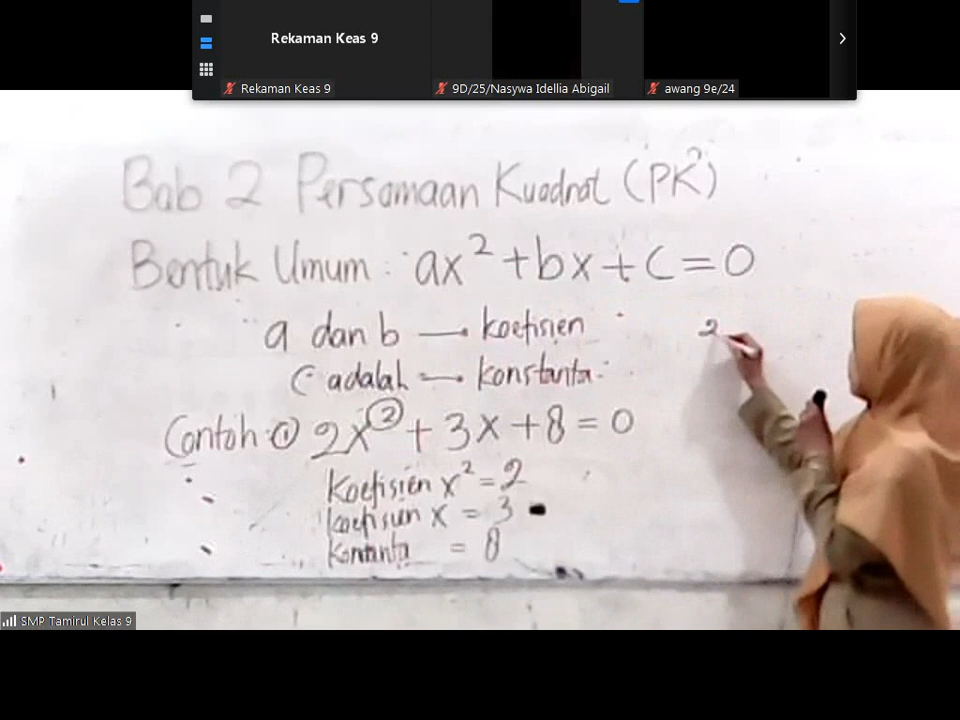 Rekaman Keas 9
Rekaman Keas 9
9D/25/Nasywa Idellia Abigail
awang 9e/24
Bab 2 Persamaan Kuadrat (PK²)
Bentuk Umum : ax² + bx + c = 0
a dan b — koefisien
c adalah — konstanta
2
Contoh : ① 2x² + 3x + 8 = 0
Koefisien x² = 2
koefisien x = 3
kontanta = 8
SMP Tamirul Kelas 9